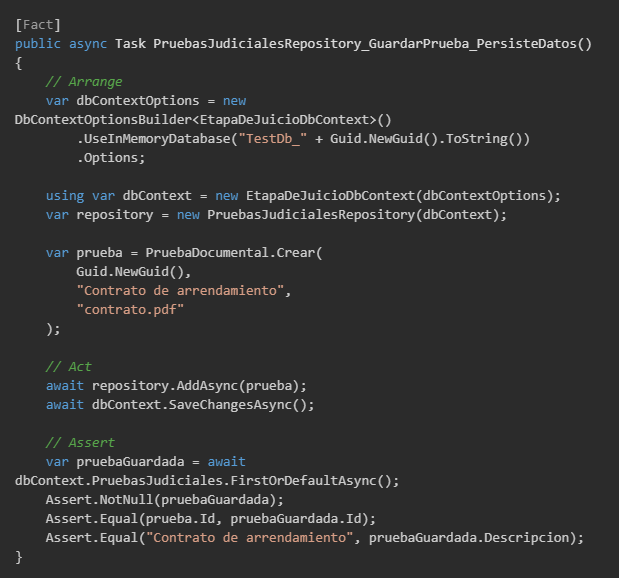 [Fact]
public async Task PruebasJudicialesRepository_GuardarPrueba_PersisteDatos()
{
    // Arrange
    var dbContextOptions = new
DbContextOptionsBuilder<EtapaDeJuicioDbContext>()
        .UseInMemoryDatabase("TestDb_" + Guid.NewGuid().ToString())
        .Options;

    using var dbContext = new EtapaDeJuicioDbContext(dbContextOptions);
    var repository = new PruebasJudicialesRepository(dbContext);

    var prueba = PruebaDocumental.Crear(
        Guid.NewGuid(),
        "Contrato de arrendamiento",
        "contrato.pdf"
    );

    // Act
    await repository.AddAsync(prueba);
    await dbContext.SaveChangesAsync();

    // Assert
    var pruebaGuardada = await
dbContext.PruebasJudiciales.FirstOrDefaultAsync();
    Assert.NotNull(pruebaGuardada);
    Assert.Equal(prueba.Id, pruebaGuardada.Id);
    Assert.Equal("Contrato de arrendamiento", pruebaGuardada.Descripcion);
}